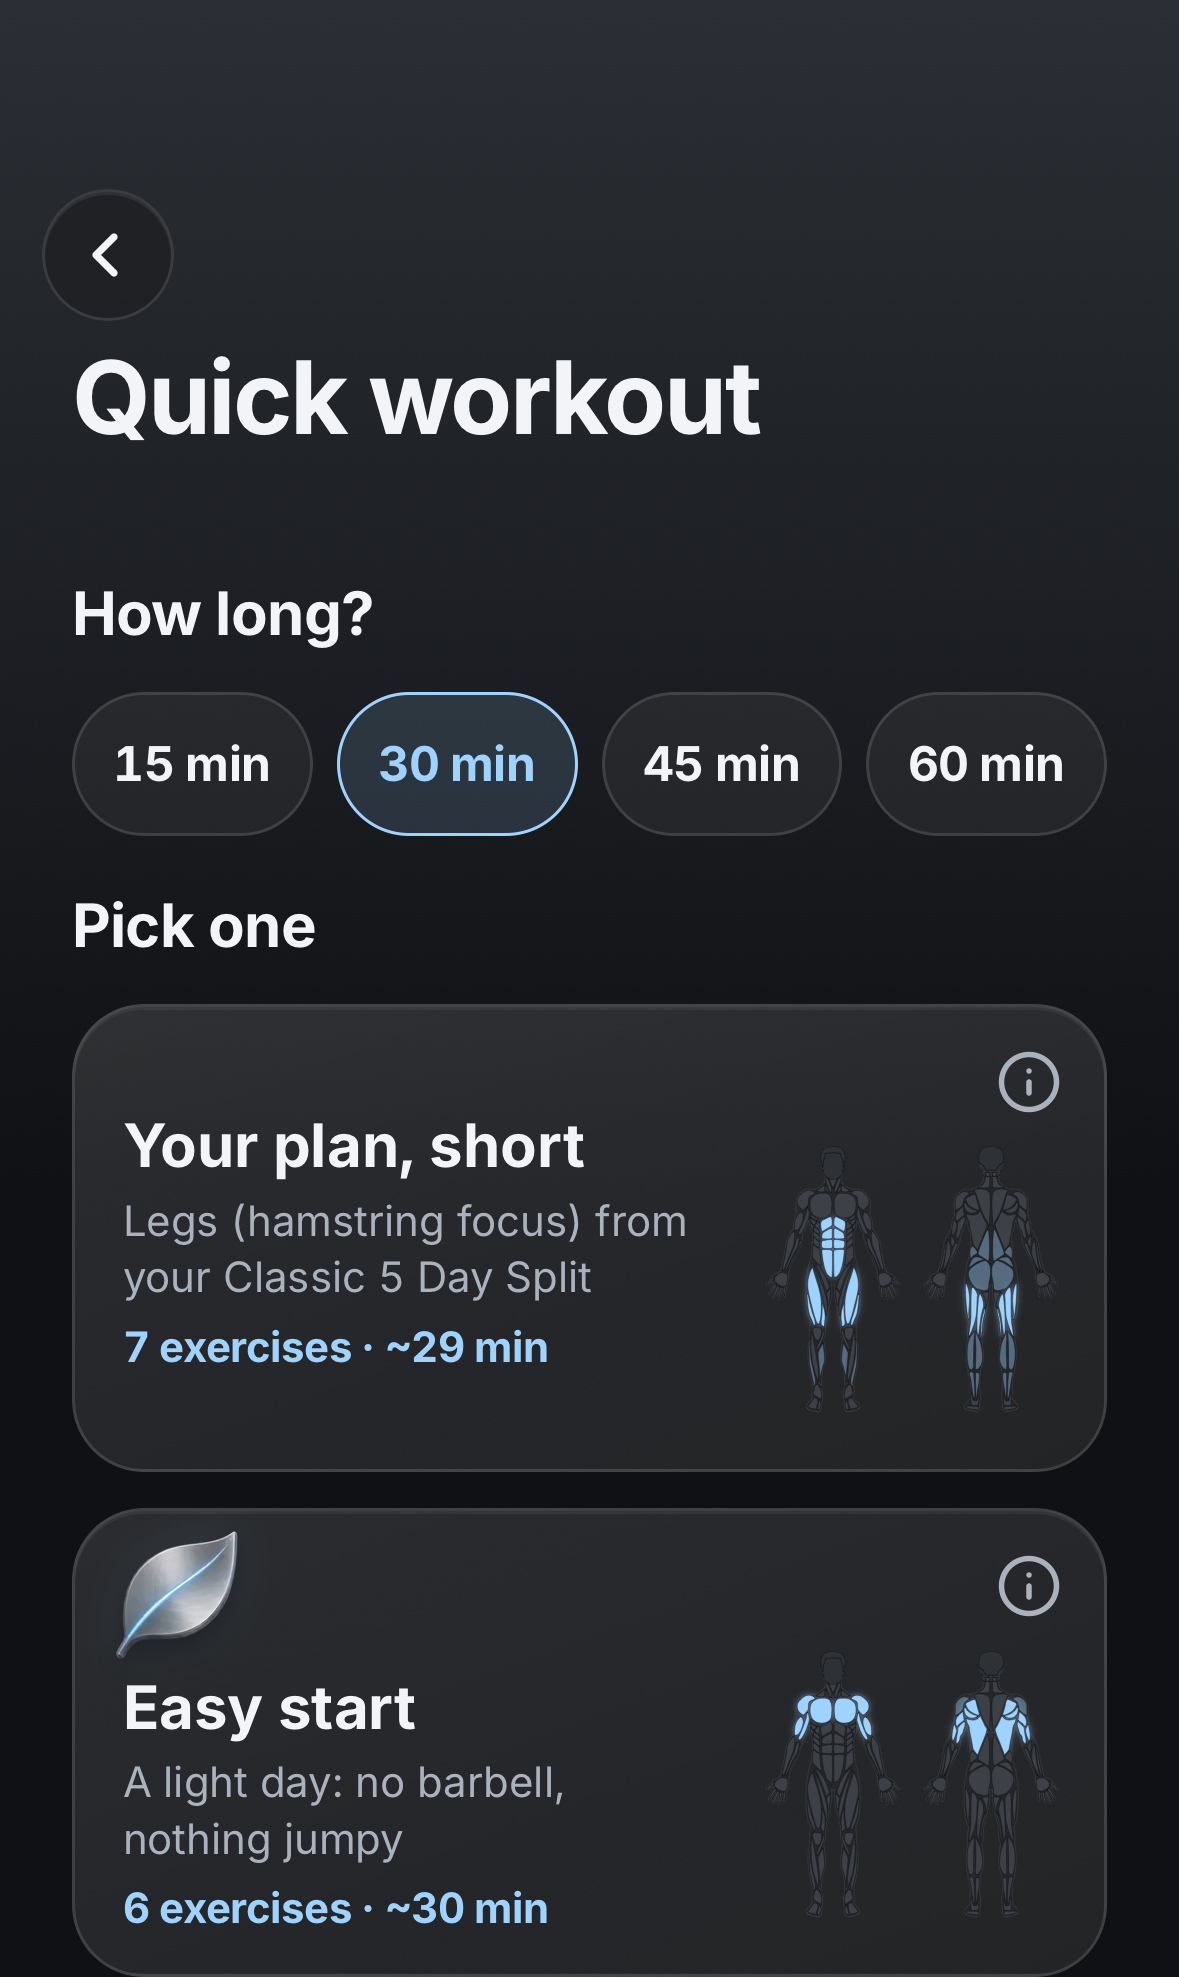 Quick workout
How long?
15 min
30 min
45 min
60 min
Pick one
Your plan, short
Legs (hamstring focus) from
your Classic 5 Day Split
7 exercises · ~29 min
Easy start
A light day: no barbell,
nothing jumpy
6 exercises · ~30 min